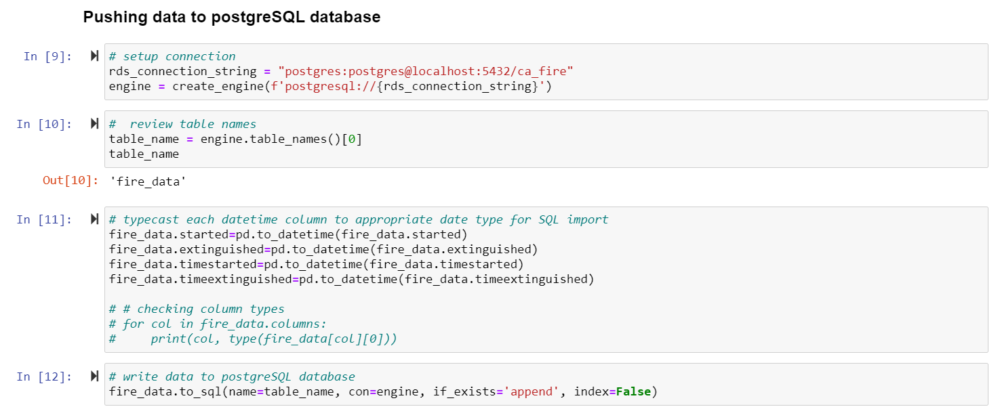 Pushing data to postgreSQL database
In [9]:
# setup connection
rds_connection_string = "postgres:postgres@localhost:5432/ca_fire"
engine = create_engine(f'postgresql://{rds_connection_string}')
In [10]:
#  review table names
table_name = engine.table_names()[0]
table_name
Out[10]: 'fire_data'
In [11]:
# typecast each datetime column to appropriate date type for SQL import
fire_data.started=pd.to_datetime(fire_data.started)
fire_data.extinguished=pd.to_datetime(fire_data.extinguished)
fire_data.timestarted=pd.to_datetime(fire_data.timestarted)
fire_data.timeextinguished=pd.to_datetime(fire_data.timeextinguished)
# # checking column types
# for col in fire_data.columns:
#     print(col, type(fire_data[col][0]))
In [12]:
# write data to postgreSQL database
fire_data.to_sql(name=table_name, con=engine, if_exists='append', index=False)